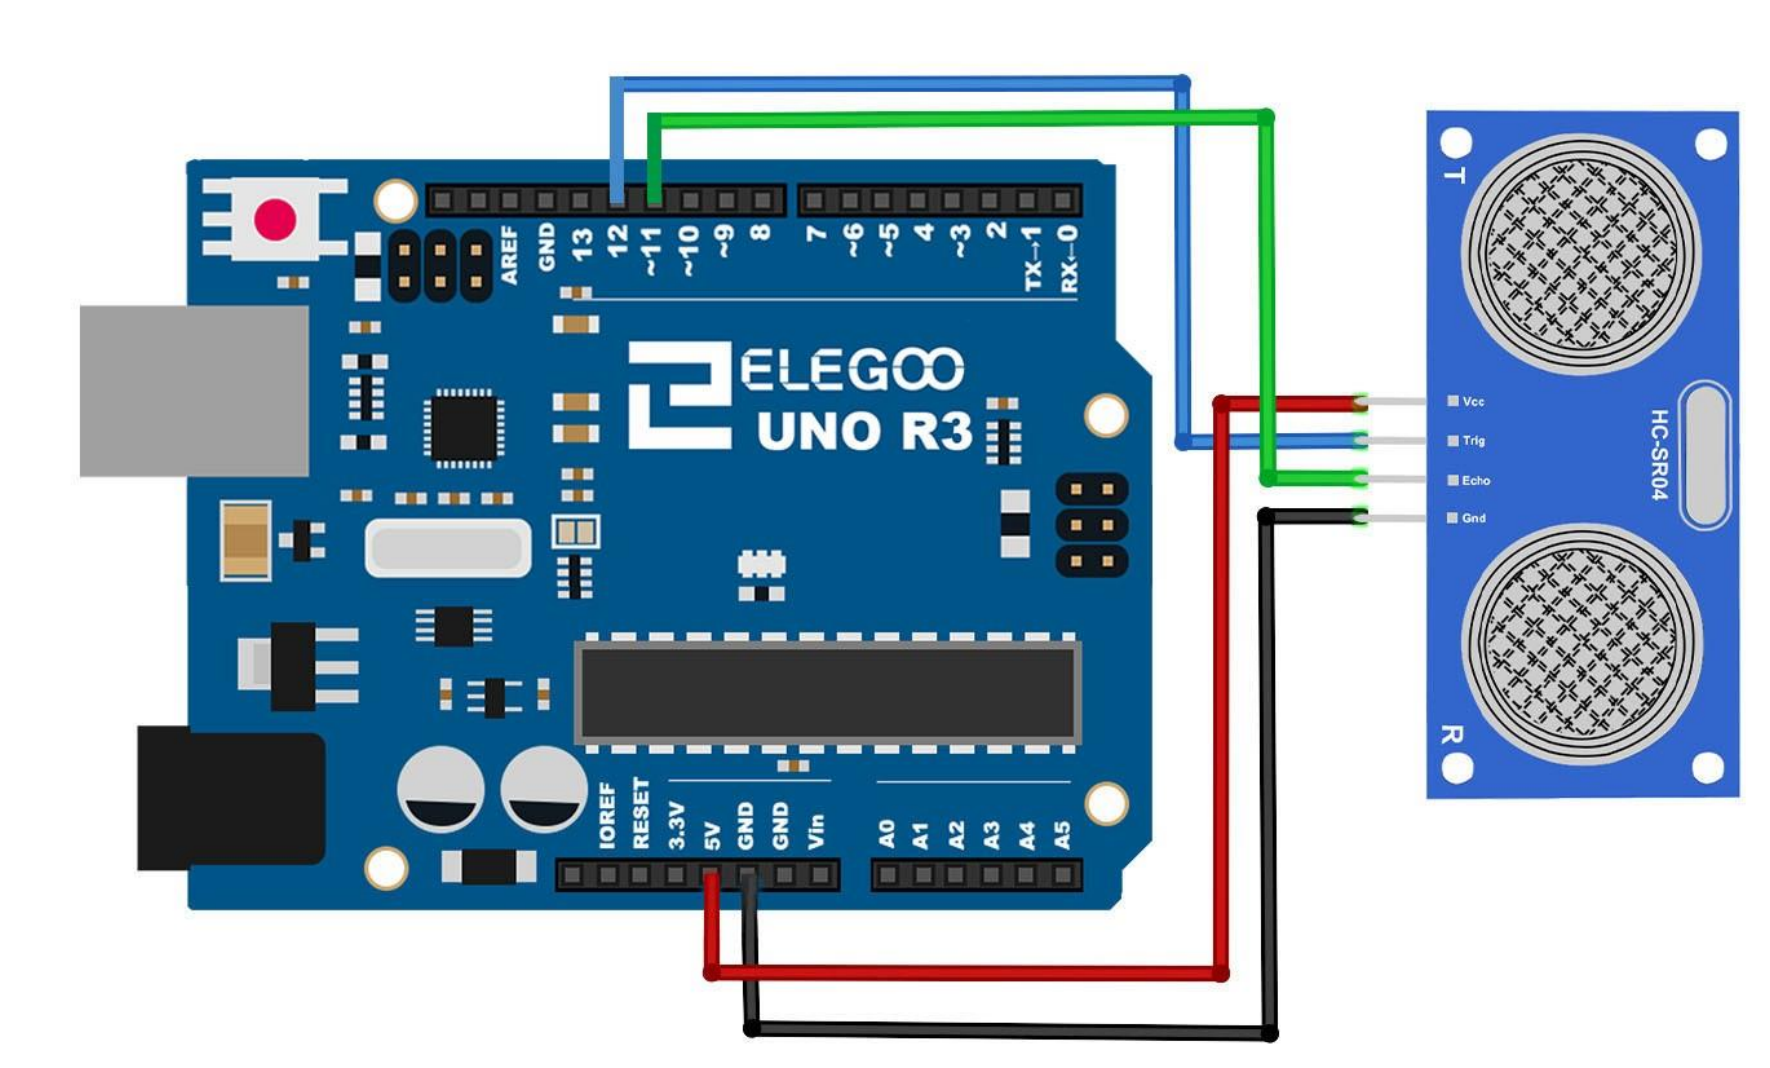 AREF
GND
13
12
~11
~10
~9
8
7
~6
~5
4
~3
2
TX→1
RX←0
ELEGOO
UNO R3
IOREF
RESET
3.3V
5V
GND
GND
Vin
A0
A1
A2
A3
A4
A5
T
Vcc
Trig
Echo
Gnd
HC-SR04
R